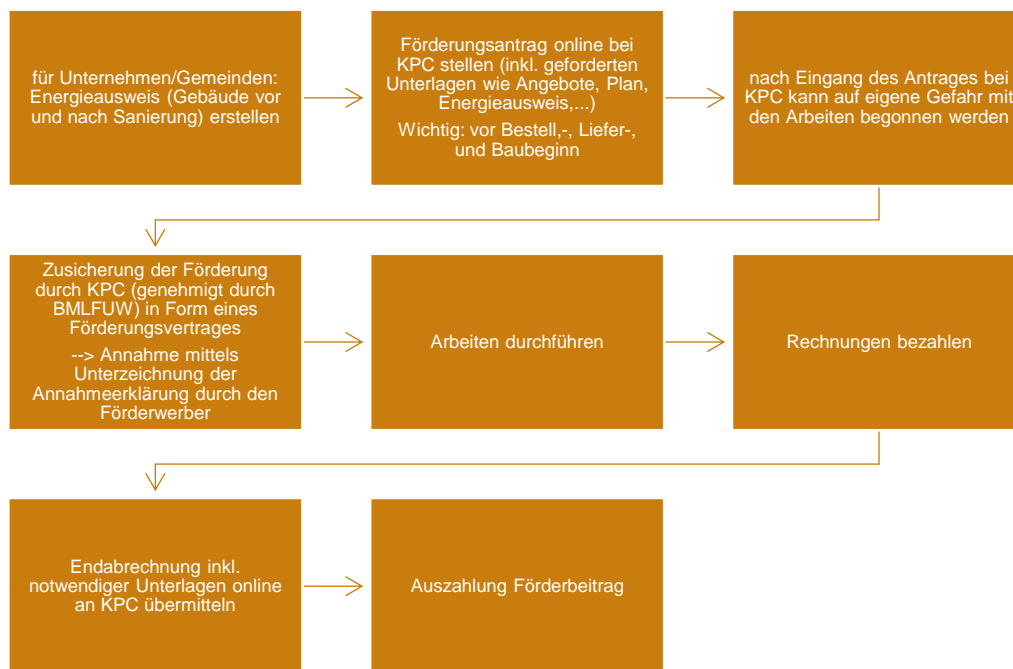 für Unternehmen/Gemeinden:
Energieausweis (Gebäude vor
und nach Sanierung) erstellen
Förderungsantrag online bei
KPC stellen (inkl. geforderten
Unterlagen wie Angebote, Plan,
Energieausweis,...)
Wichtig: vor Bestell,-, Liefer-,
und Baubeginn
nach Eingang des Antrages bei
KPC kann auf eigene Gefahr mit
den Arbeiten begonnen werden
Zusicherung der Förderung
durch KPC (genehmigt durch
BMLFUW) in Form eines
Förderungsvertrages
--> Annahme mittels
Unterzeichnung der
Annahmeerklärung durch den
Förderwerber
Arbeiten durchführen
Rechnungen bezahlen
Endabrechnung inkl.
notwendiger Unterlagen online
an KPC übermitteln
Auszahlung Förderbeitrag